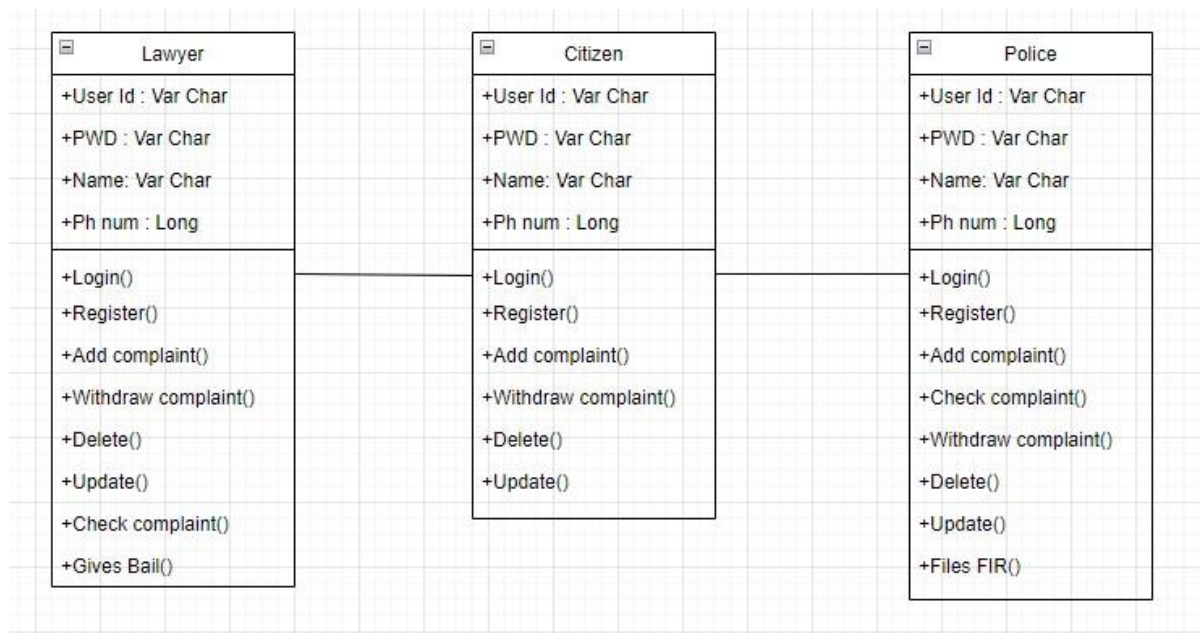 Lawyer
+User Id : Var Char
+PWD : Var Char
+Name: Var Char
+Ph num : Long
+Login()
+Register()
+Add complaint()
+Withdraw complaint()
+Delete()
+Update()
+Check complaint()
+Gives Bail()
Citizen
+User Id : Var Char
+PWD : Var Char
+Name: Var Char
+Ph num : Long
+Login()
+Register()
+Add complaint()
+Withdraw complaint()
+Delete()
+Update()
Police
+User Id : Var Char
+PWD : Var Char
+Name: Var Char
+Ph num : Long
+Login()
+Register()
+Add complaint()
+Check complaint()
+Withdraw complaint()
+Delete()
+Update()
+Files FIR()